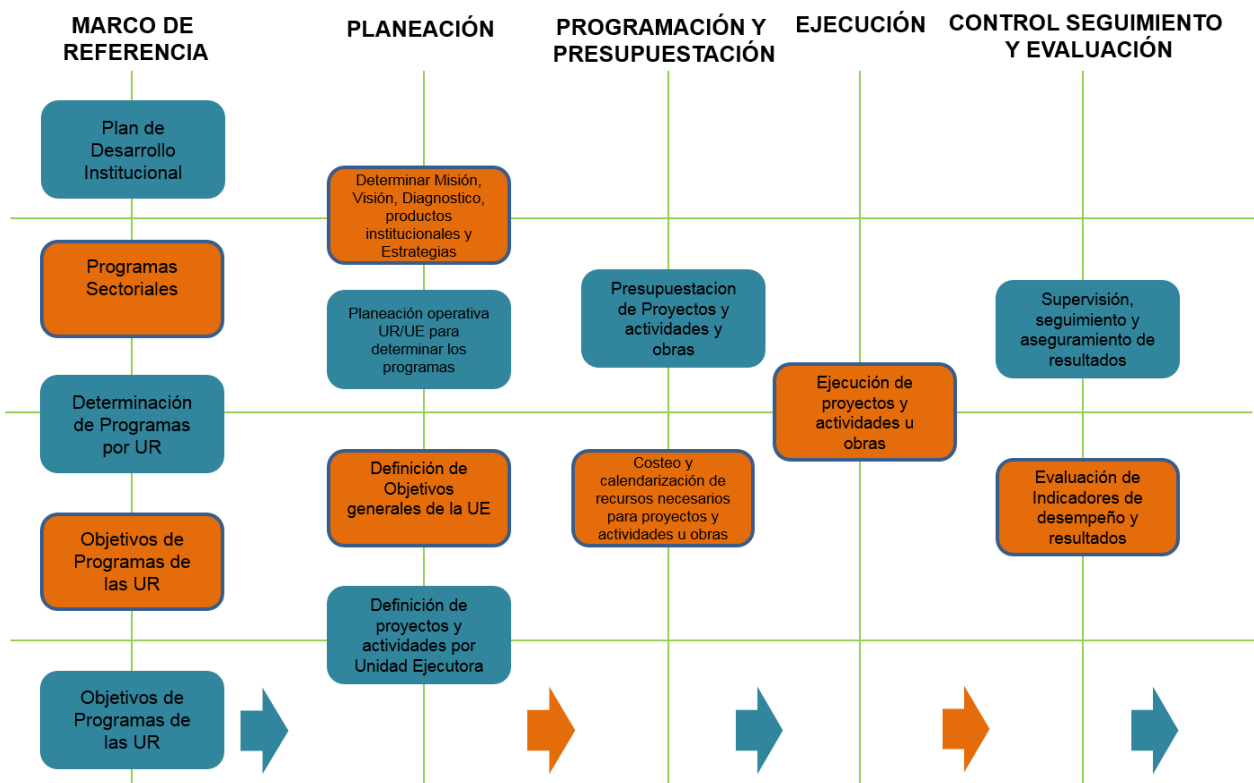 MARCO DE
REFERENCIA
PLANEACIÓN
PROGRAMACIÓN Y
PRESUPUESTACIÓN
EJECUCIÓN
CONTROL SEGUIMIENTO
Y EVALUACIÓN
Plan de
Desarrollo
Institucional
Programas
Sectoriales
Determinación
de Programas
por UR
Objetivos de
Programas de
las UR
Objetivos de
Programas de
las UR
Determinar Misión,
Visión, Diagnostico,
productos
institucionales y
Estrategias
Planeación operativa
UR/UE para
determinar los
programas
Definición de
Objetivos
generales de la UE
Definición de
proyectos y
actividades por
Unidad Ejecutora
Presupuestacion
de Proyectos y
actividades y
obras
Costeo y
calendarización de
recursos necesarios
para proyectos y
actividades u obras
Ejecución de
proyectos y
actividades u
obras
Supervisión,
seguimiento y
aseguramiento de
resultados
Evaluación de
Indicadores de
desempeño y
resultados